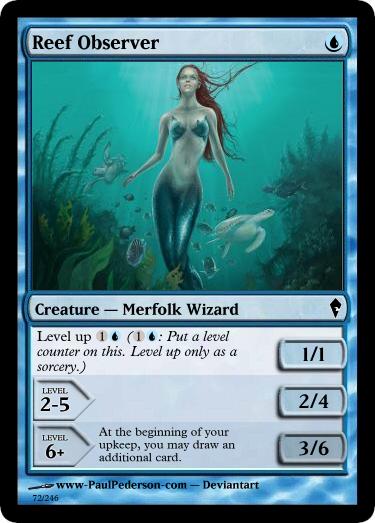 Reef Observer
Creature — Merfolk Wizard
Level up 1 (1: Put a level
counter on this. Level up only as a
sorcery.)
1/1
LEVEL
2-5
2/4
LEVEL
6+
At the beginning of your
upkeep, you may draw an
additional card.
3/6
www.PaulPederson.com — Deviantart
72/246